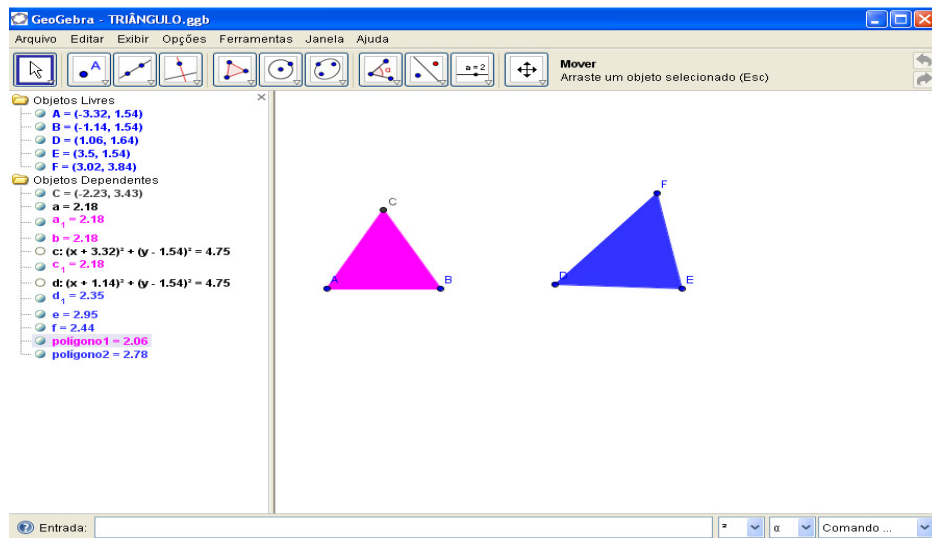 GeoGebra - TRIÂNGULO.ggb
Arquivo Editar Exibir Opções Ferramentas Janela Ajuda
A
α
a = 2
Mover
Arraste um objeto selecionado (Esc)
Objetos Livres
A = (-3.32, 1.54)
B = (-1.14, 1.54)
D = (1.06, 1.64)
E = (3.5, 1.54)
F = (3.02, 3.84)
Objetos Dependentes
C = (-2.23, 3.43)
a = 2.18
a₁ = 2.18
b = 2.18
c: (x + 3.32)² + (y - 1.54)² = 4.75
c₁ = 2.18
d: (x + 1.14)² + (y - 1.54)² = 4.75
d₁ = 2.35
e = 2.95
f = 2.44
polígono1 = 2.06
polígono2 = 2.78
C
A
B
F
D
E
Entrada:
² α Comando ...